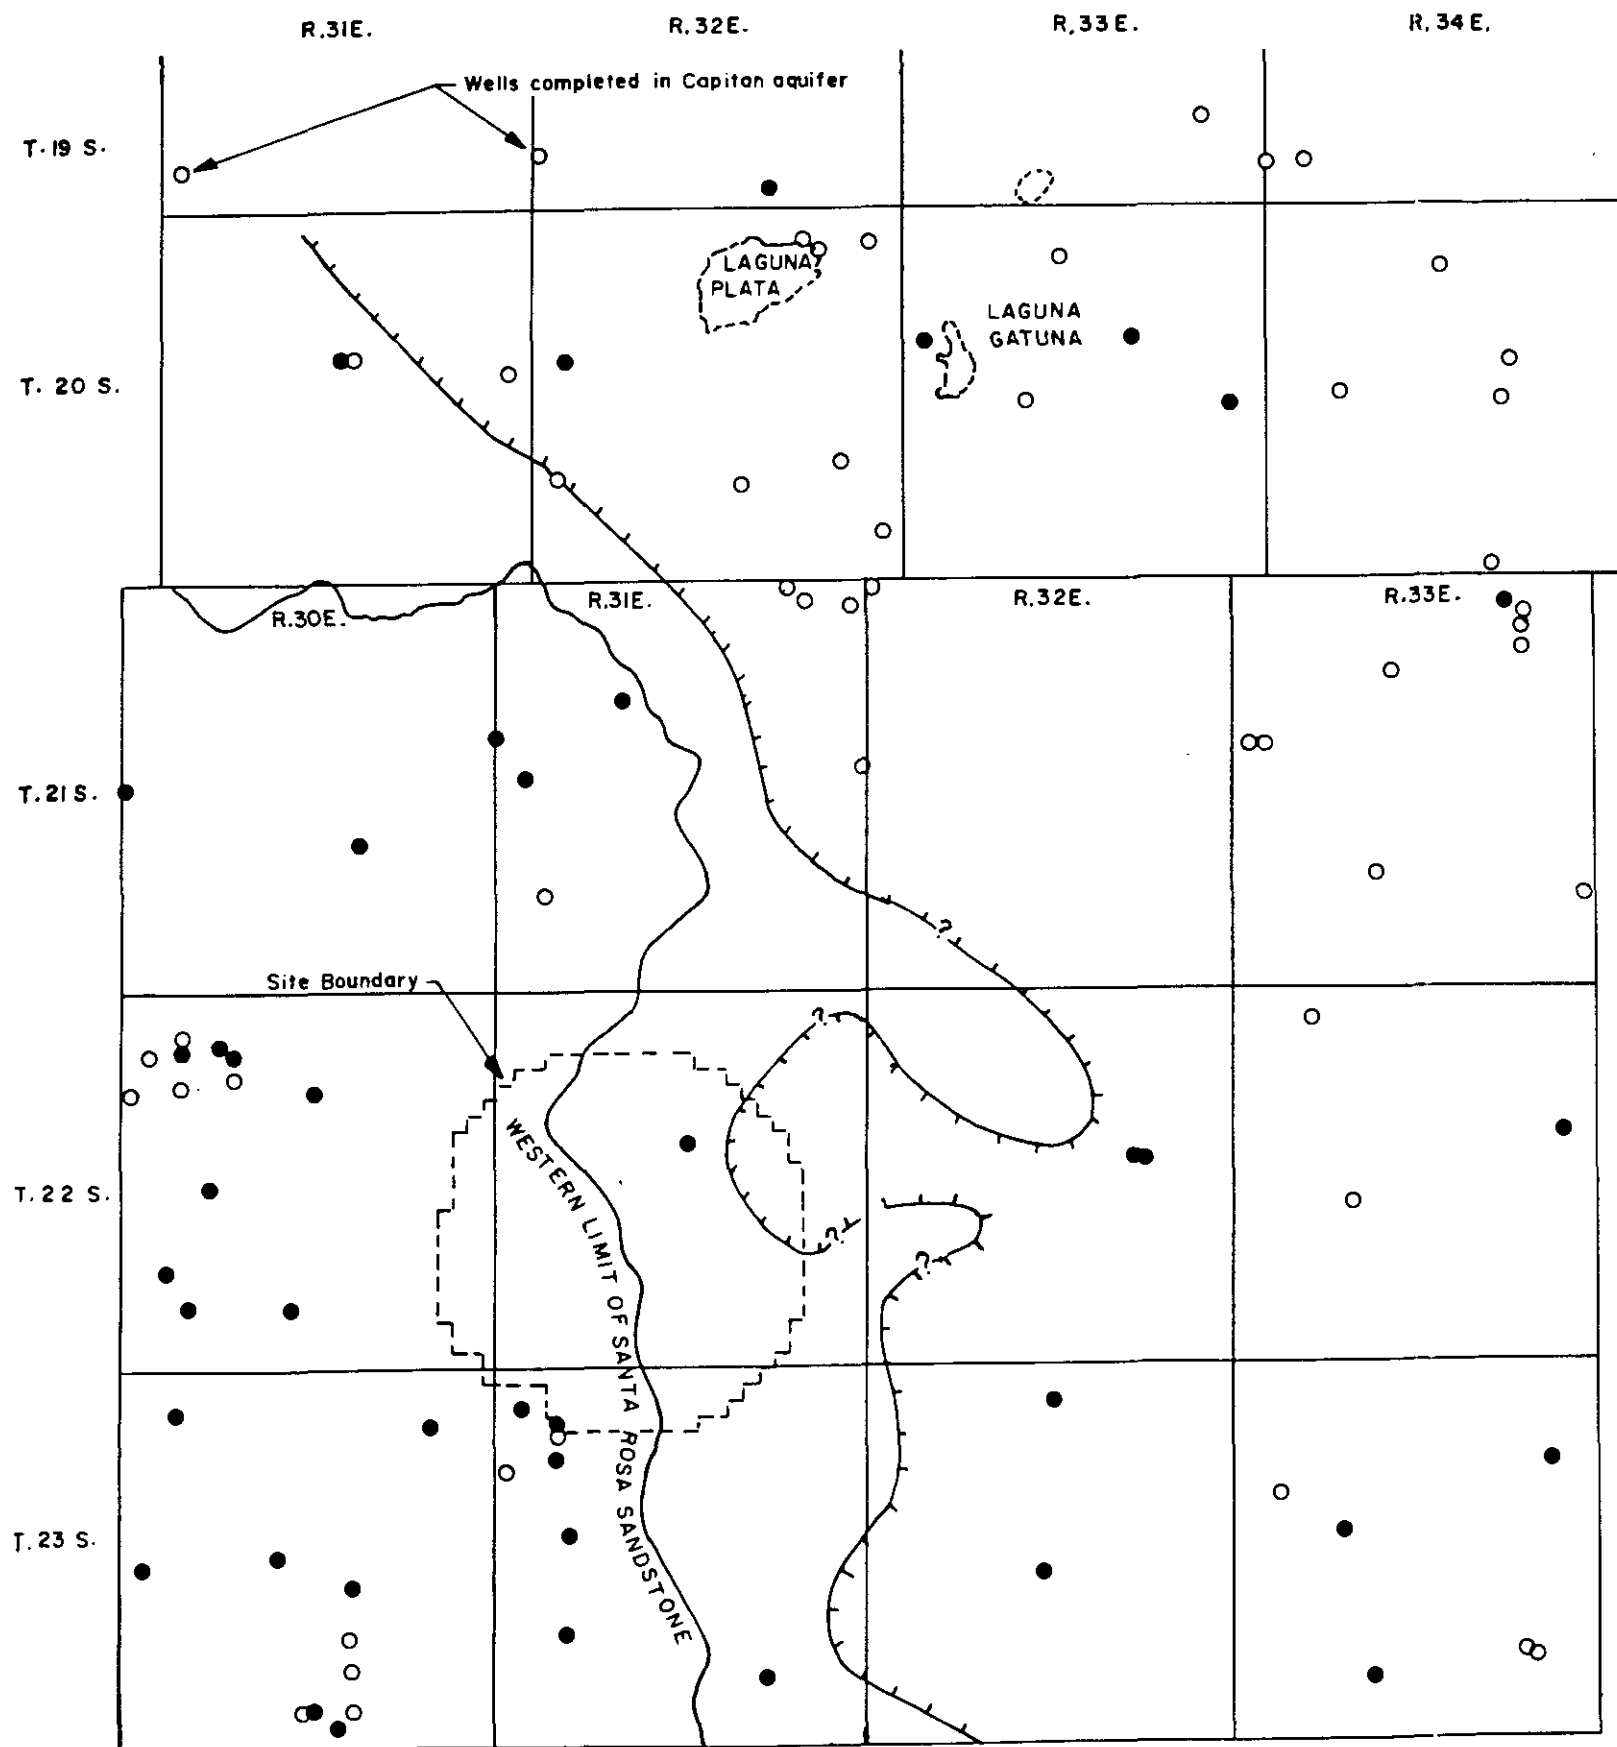 R.31E.
R.32E.
R.33E.
R.34E.
Wells completed in Capitan aquifer
T.19 S.
LAGUNA
PLATA
LAGUNA
GATUNA
T. 20 S.
R.30E.
R.31E.
R.32E.
R.33E.
T.21 S.
?
Site Boundary
?
WESTERN LIMIT OF SANTA ROSA SANDSTONE
T.22 S.
?
?
T.23 S.